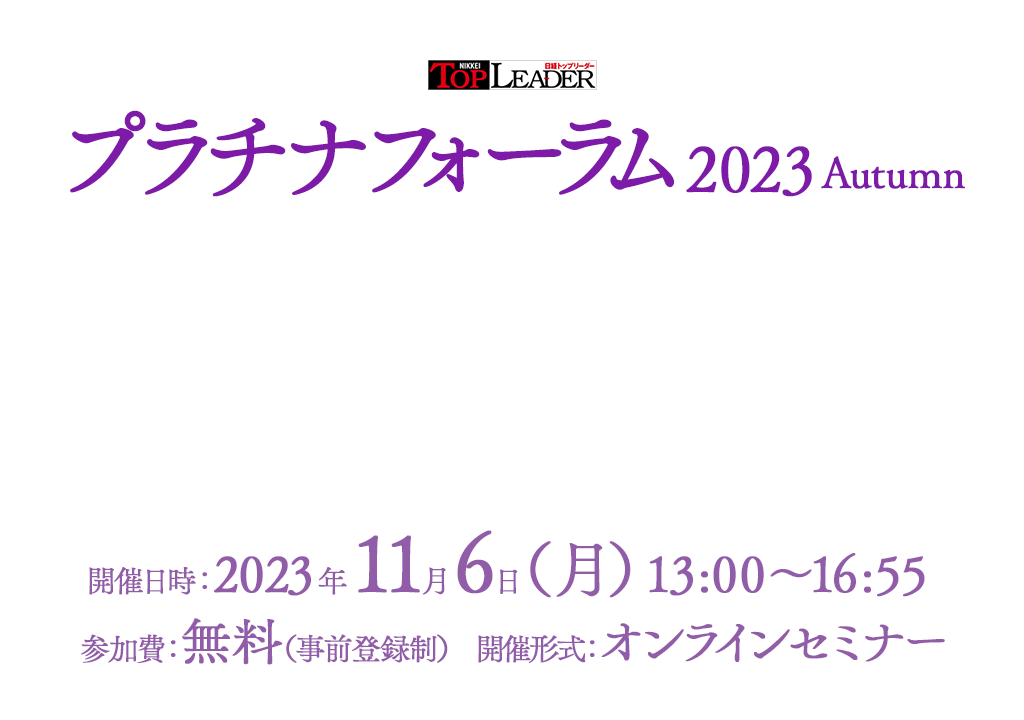 NIKKEI TOP LEADER 日経トップリーダー
プラチナフォーラム 2023 Autumn
開催日時：2023年 11月6日（月）13:00〜16:55
参加費：無料（事前登録制） 開催形式：オンラインセミナー